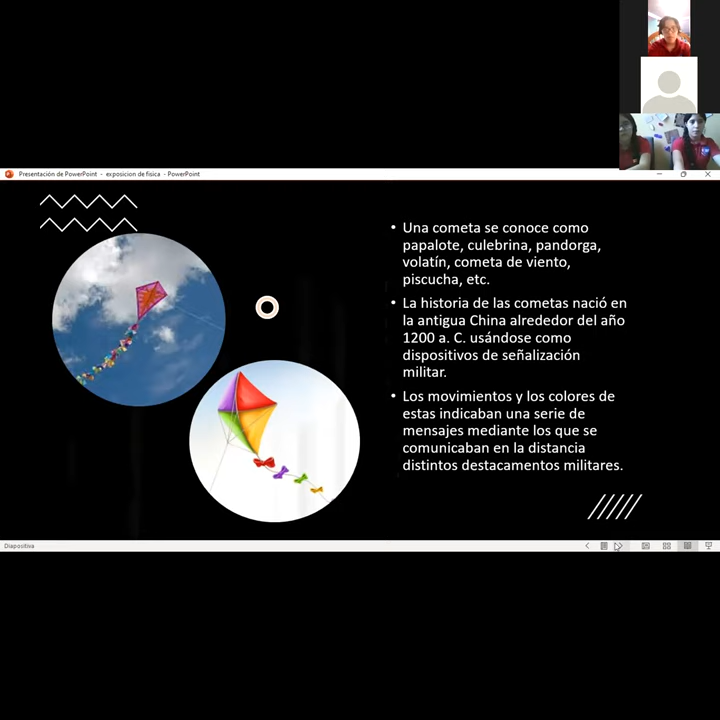 Presentación de PowerPoint - exposicion de fisica - PowerPoint
• Una cometa se conoce como
papalote, culebrina, pandorga,
volatín, cometa de viento,
piscucha, etc.
• La historia de las cometas nació en
la antigua China alrededor del año
1200 a. C. usándose como
dispositivos de señalización
militar.
• Los movimientos y los colores de
estas indicaban una serie de
mensajes mediante los que se
comunicaban en la distancia
distintos destacamentos militares.
Diapositiva